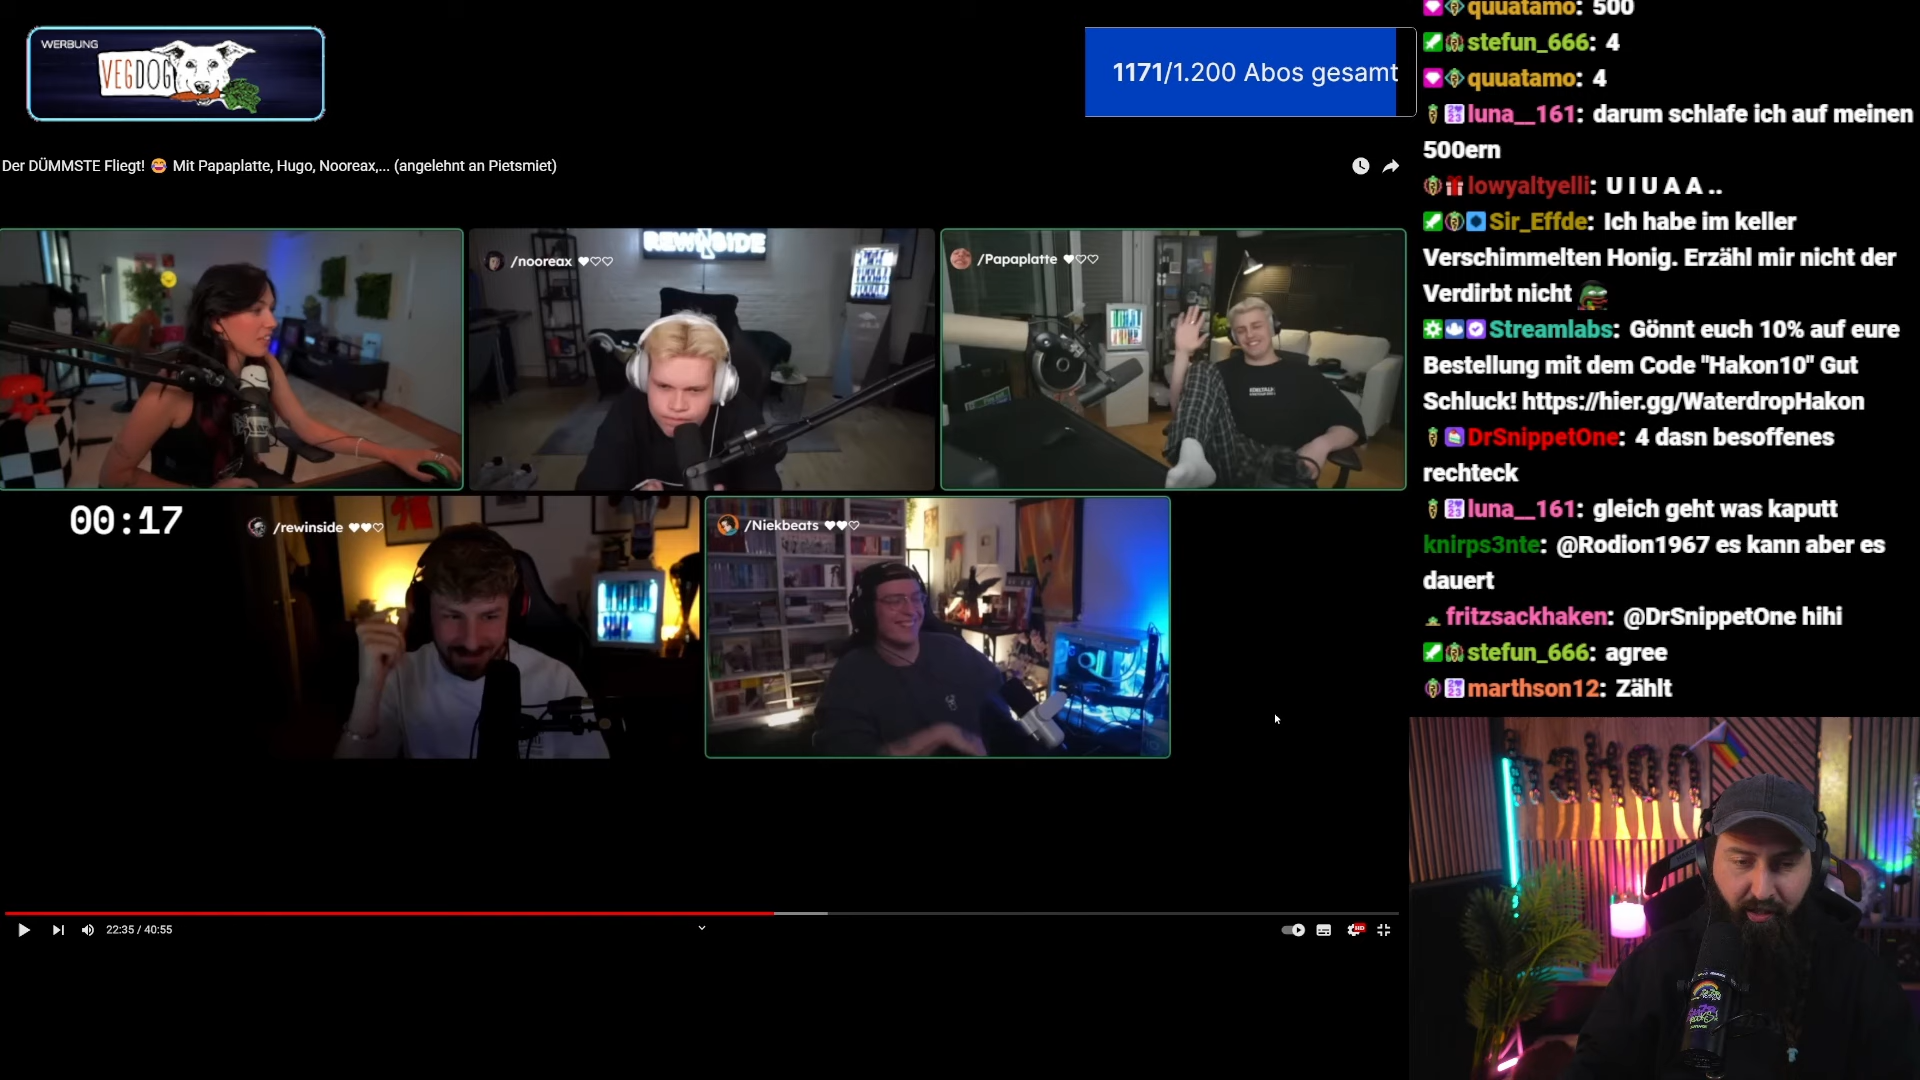 WERBUNG
VEGDOG
1171/1.200 Abos gesamt
Der DÜMMSTE Fliegt! 😂 Mit Papaplatte, Hugo, Nooreax,... (angelehnt an Pietsmiet)
REWINSIDE
/nooreax ♥♡♡
/Papaplatte ♥♡♡
00:17
/rewinside ♥♥♡
/Niekbeats ♥♥♡
22:35 / 40:55
HD
quuatamo: 500
stefun_666: 4
quuatamo: 4
luna__161: darum schlafe ich auf meinen
500ern
lowyaltyelli: U I U A A ..
Sir_Effde: Ich habe im keller
Verschimmelten Honig. Erzähl mir nicht der
Verdirbt nicht
Streamlabs: Gönnt euch 10% auf eure
Bestellung mit dem Code "Hakon10" Gut
Schluck! https://hier.gg/WaterdropHakon
DrSnippetOne: 4 dasn besoffenes
rechteck
luna__161: gleich geht was kaputt
knirps3nte: @Rodion1967 es kann aber es
dauert
fritzsackhaken: @DrSnippetOne hihi
stefun_666: agree
marthson12: Zählt
Hakon